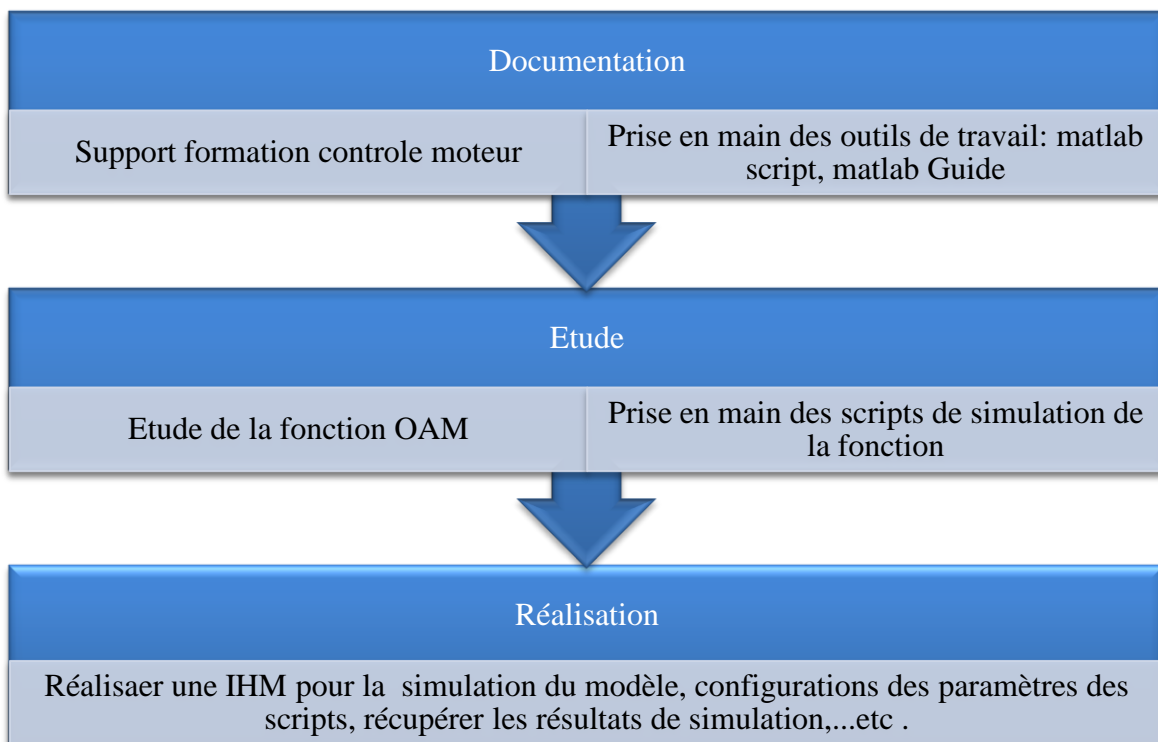 Documentation
Support formation controle moteur
Prise en main des outils de travail: matlab
script, matlab Guide
Etude
Etude de la fonction OAM
Prise en main des scripts de simulation de
la fonction
Réalisation
Réalisaer une IHM pour la simulation du modèle, configurations des paramètres des
scripts, récupérer les résultats de simulation,...etc .